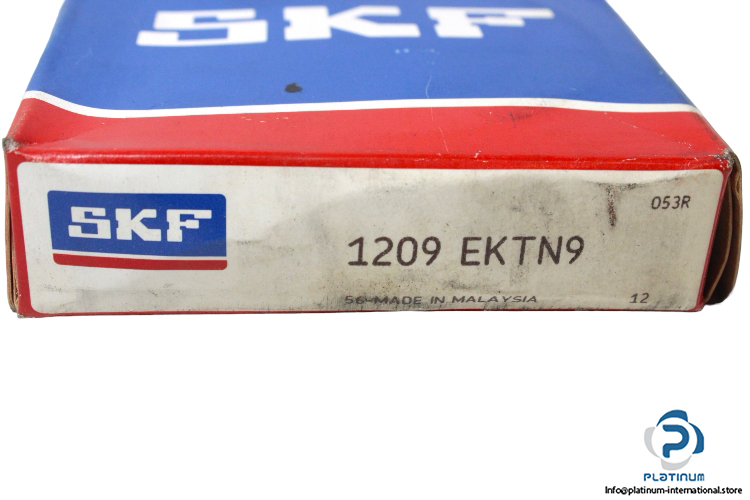 SKF
SKF
053R
1209 EKTN9
56-MADE IN MALAYSIA 12
PLATINUM
Info@platinum-international.store